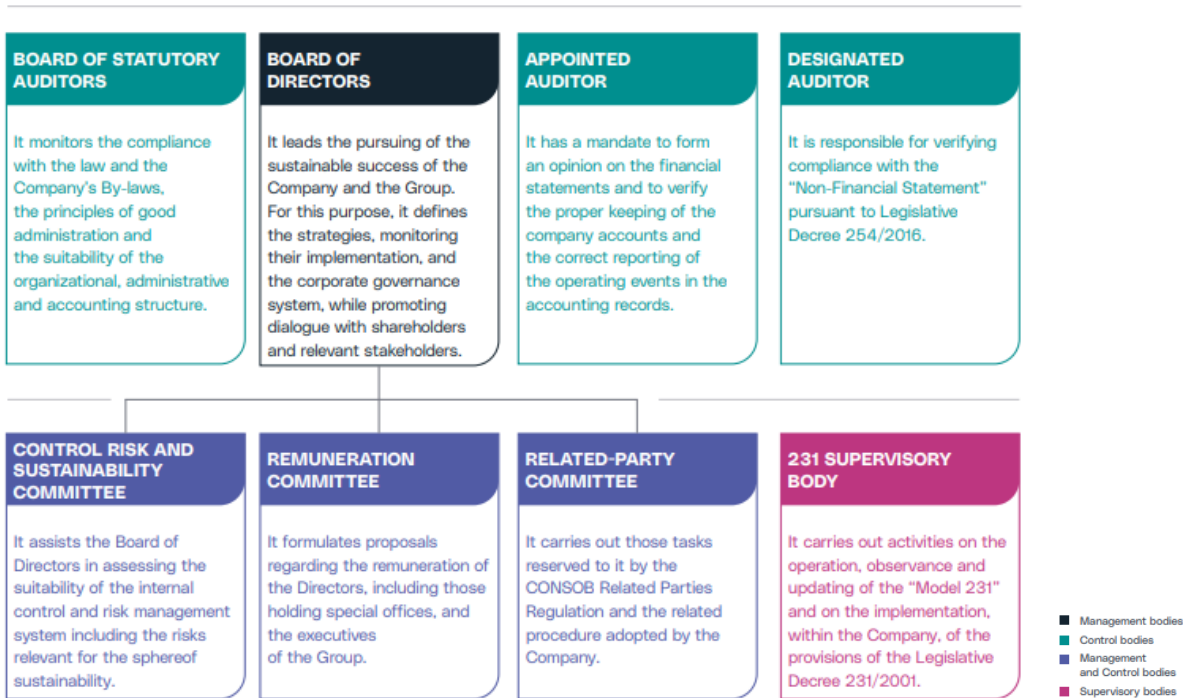 BOARD OF STATUTORY
AUDITORS
It monitors the compliance
with the law and the
Company's By-laws,
the principles of good
administration and
the suitability of the
organizational, administrative
and accounting structure.
BOARD OF
DIRECTORS
It leads the pursuing of the
sustainable success of the
Company and the Group.
For this purpose, it defines
the strategies, monitoring
their implementation, and
the corporate governance
system, while promoting
dialogue with shareholders
and relevant stakeholders.
APPOINTED
AUDITOR
It has a mandate to form
an opinion on the financial
statements and to verify
the proper keeping of the
company accounts and
the correct reporting of
the operating events in the
accounting records.
DESIGNATED
AUDITOR
It is responsible for verifying
compliance with the
"Non-Financial Statement"
pursuant to Legislative
Decree 254/2016.
CONTROL RISK AND
SUSTAINABILITY
COMMITTEE
It assists the Board of
Directors in assessing the
suitability of the internal
control and risk management
system including the risks
relevant for the sphereof
sustainability.
REMUNERATION
COMMITTEE
It formulates proposals
regarding the remuneration of
the Directors, including those
holding special offices, and
the executives
of the Group.
RELATED-PARTY
COMMITTEE
It carries out those tasks
reserved to it by the
CONSOB Related Parties
Regulation and the related
procedure adopted by the
Company.
231 SUPERVISORY
BODY
It carries out activities on the
operation, observance and
updating of the "Model 231"
and on the implementation,
within the Company, of the
provisions of the Legislative
Decree 231/2001.
Management bodies
Control bodies
Management
and Control bodies
Supervisory bodies